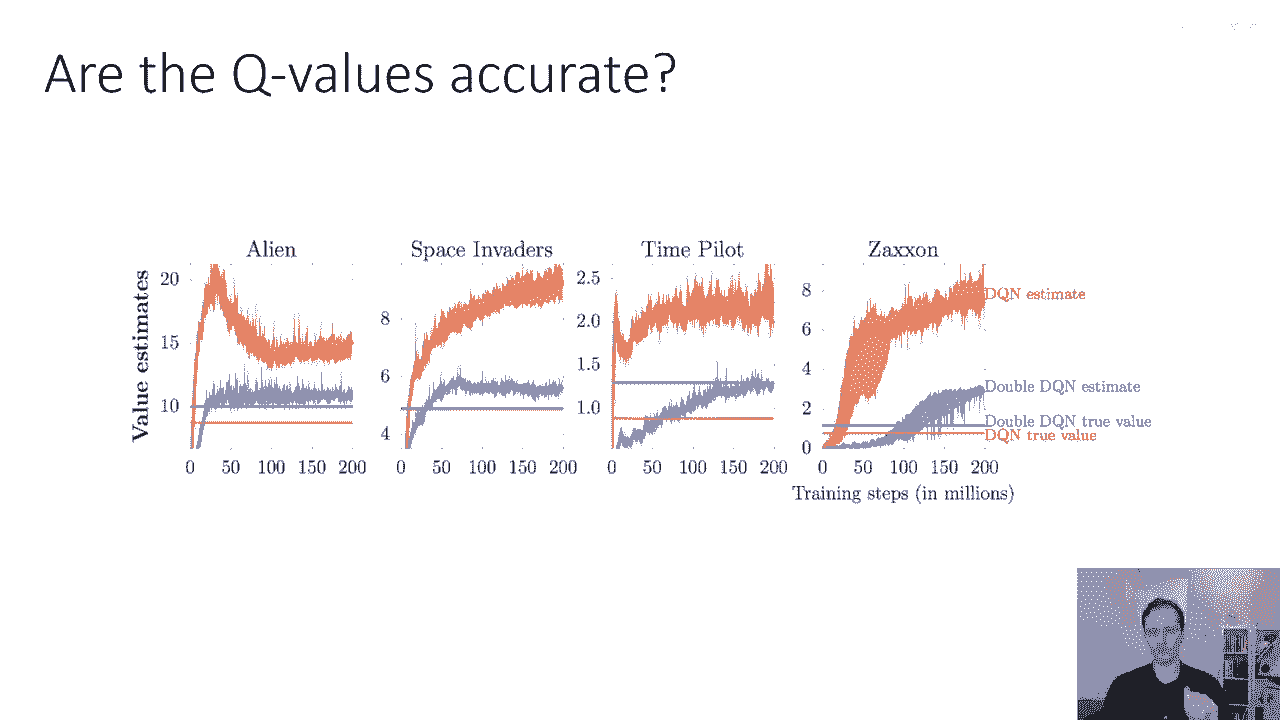 Are the Q-values accurate?
Alien
Space Invaders
Time Pilot
Zaxxon
Value estimates
20
15
10
8
6
4
2.5
2.0
1.5
1.0
8
6
4
2
0
DQN estimate
Double DQN estimate
Double DQN true value
DQN true value
0 50 100 150 200
0 50 100 150 200
0 50 100 150 200
0 50 100 150 200
Training steps (in millions)